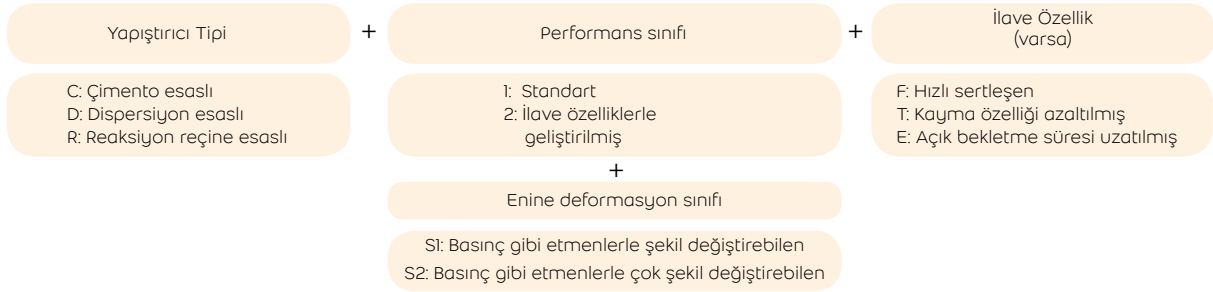 Yapıştırıcı Tipi
+
Performans sınıfı
+
İlave Özellik
(varsa)
C: Çimento esaslı
D: Dispersiyon esaslı
R: Reaksiyon reçine esaslı
1: Standart
2: İlave özelliklerle
geliştirilmiş
F: Hızlı sertleşen
T: Kayma özelliği azaltılmış
E: Açık bekletme süresi uzatılmış
+
Enine deformasyon sınıfı
S1: Basınç gibi etmenlerle şekil değiştirebilen
S2: Basınç gibi etmenlerle çok şekil değiştirebilen